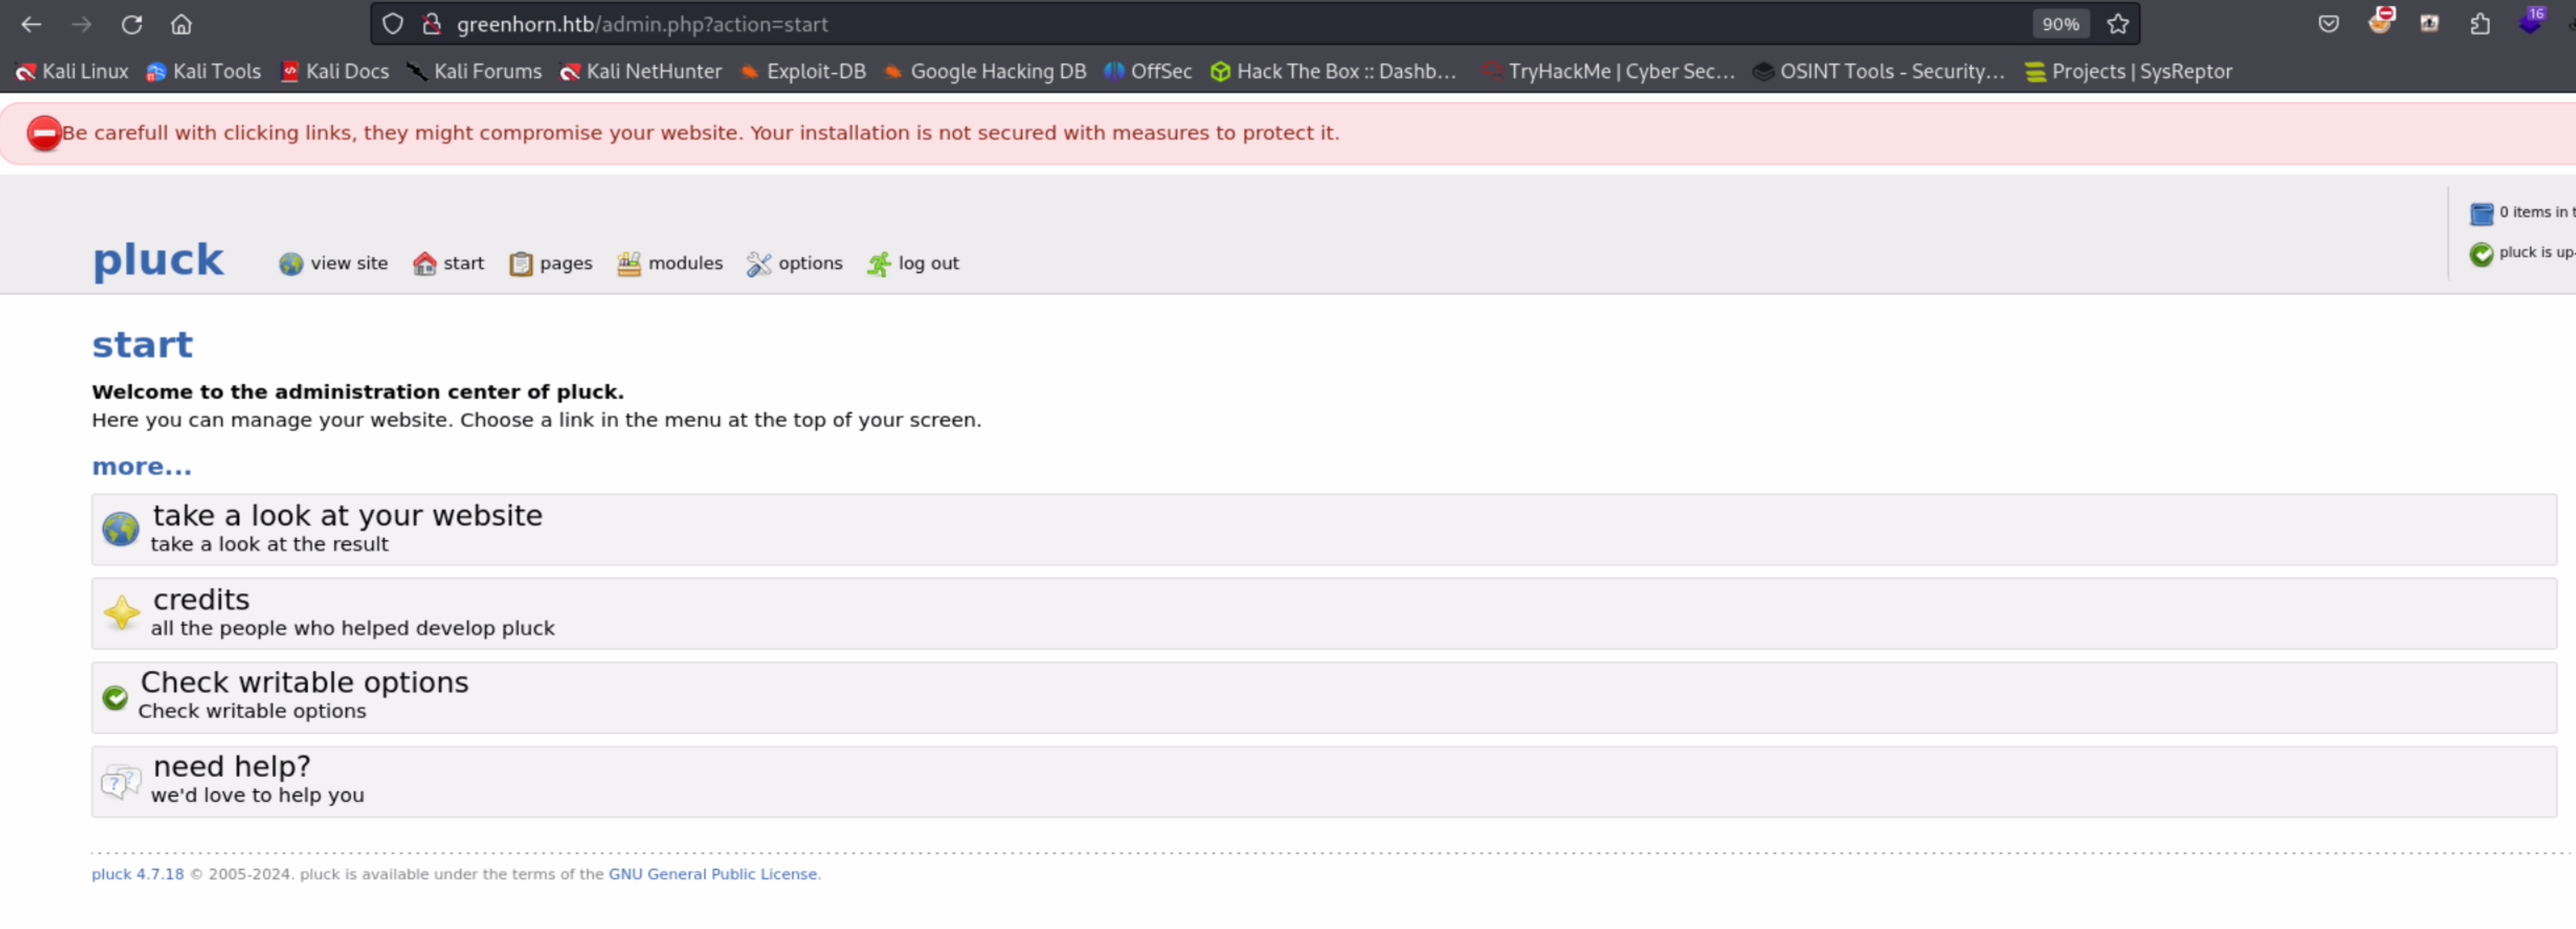 greenhorn.htb/admin.php?action=start 90% 16
Kali Linux Kali Tools Kali Docs Kali Forums Kali NetHunter Exploit-DB Google Hacking DB OffSec Hack The Box :: Dashb... TryHackMe | Cyber Sec... OSINT Tools - Security... Projects | SysReptor
Be carefull with clicking links, they might compromise your website. Your installation is not secured with measures to protect it.
0 items in
pluck view site start pages modules options log out
pluck is up-
start
Welcome to the administration center of pluck.
Here you can manage your website. Choose a link in the menu at the top of your screen.
more...
take a look at your website
take a look at the result
credits
all the people who helped develop pluck
Check writable options
Check writable options
need help?
we'd love to help you
pluck 4.7.18 © 2005-2024. pluck is available under the terms of the GNU General Public License.